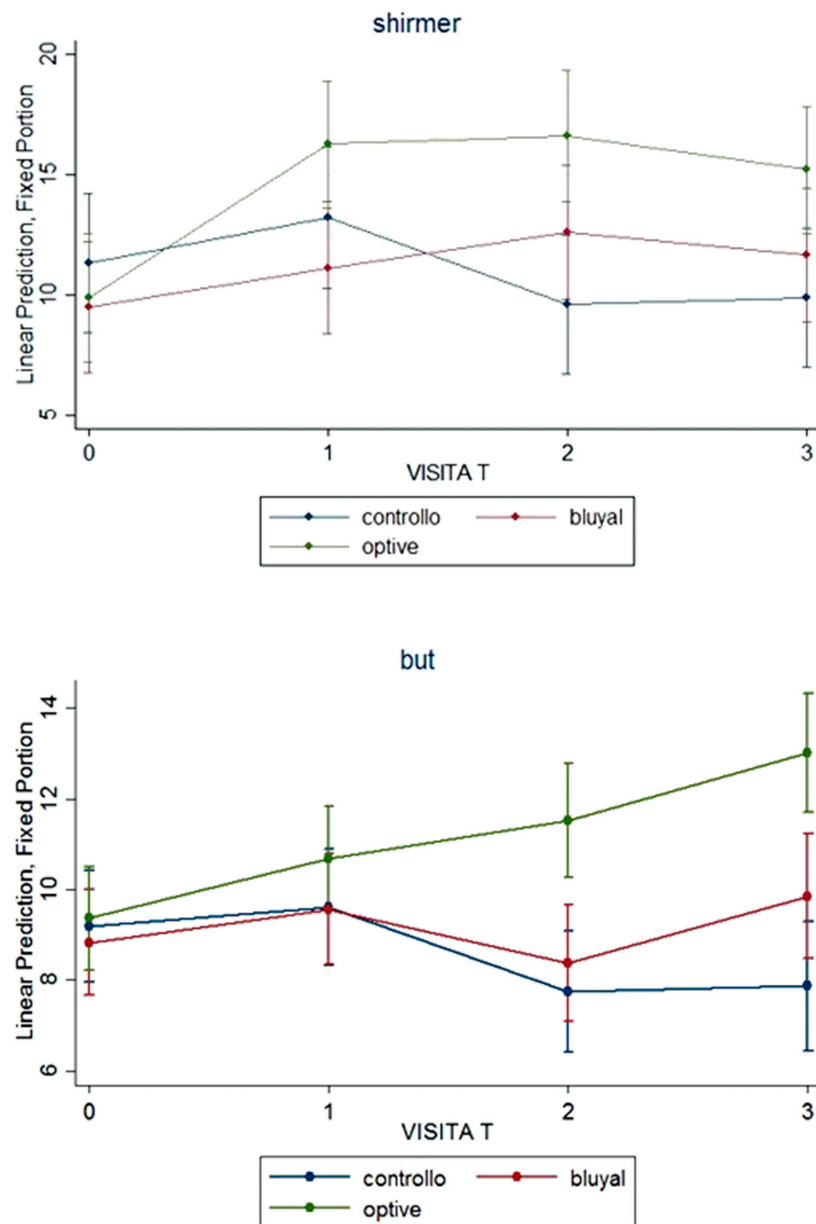 shirmer
Linear Prediction, Fixed Portion
20
15
10
5
0 1 2 3
VISITA T
controllo bluyal
optive
but
Linear Prediction, Fixed Portion
14
12
10
8
6
0 1 2 3
VISITA T
controllo bluyal
optive